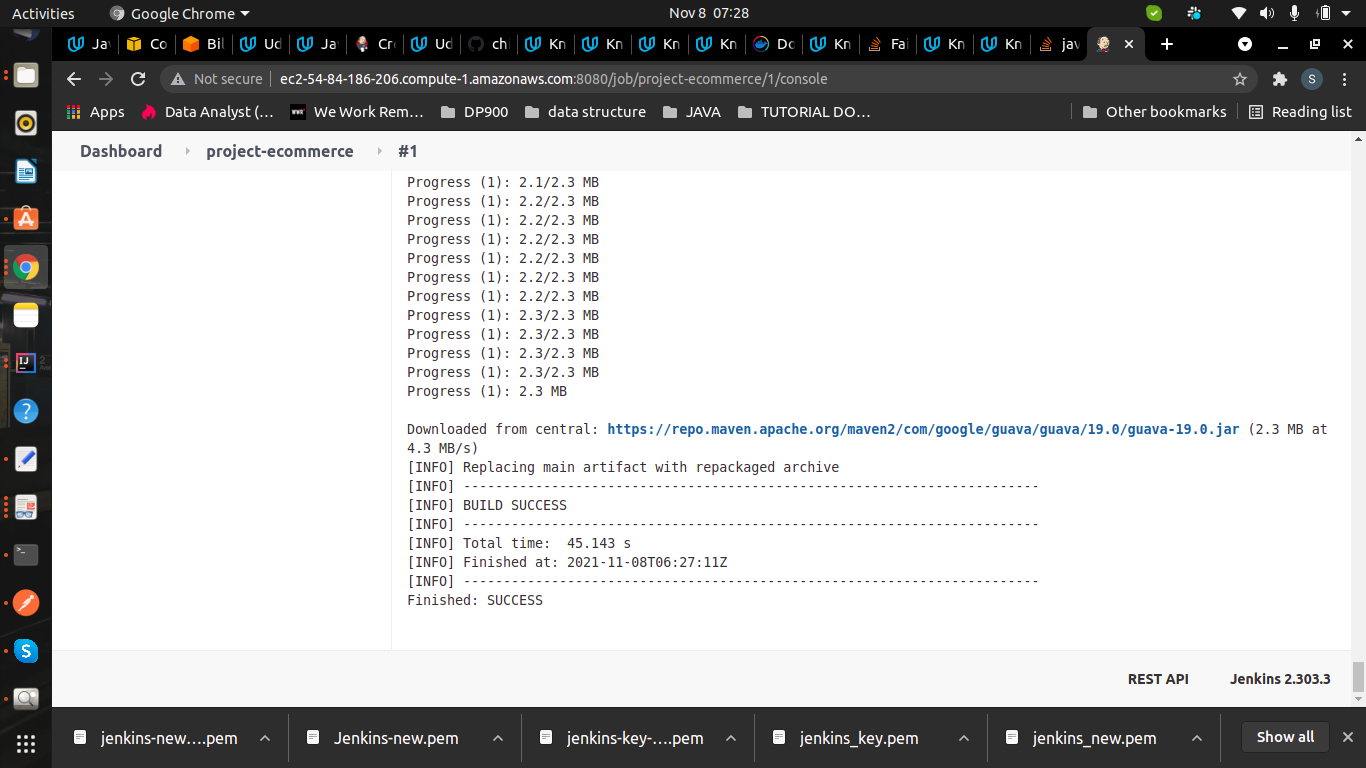 Activities
Google Chrome
Nov 8 07:28
Ja
Co
Bil
Ud
Ja
Cr
Ud
ch
Kn
Kn
Kn
Kn
Do
Kn
Fai
Kn
Kn
jav
Not secure
ec2-54-84-186-206.compute-1.amazonaws.com:8080/job/project-ecommerce/1/console
S
Apps
Data Analyst (...
We Work Rem...
DP900
data structure
JAVA
TUTORIAL DO...
Other bookmarks
Reading list
Dashboard
project-ecommerce
#1
Progress (1): 2.1/2.3 MB
Progress (1): 2.2/2.3 MB
Progress (1): 2.2/2.3 MB
Progress (1): 2.2/2.3 MB
Progress (1): 2.2/2.3 MB
Progress (1): 2.2/2.3 MB
Progress (1): 2.2/2.3 MB
Progress (1): 2.3/2.3 MB
Progress (1): 2.3/2.3 MB
Progress (1): 2.3/2.3 MB
Progress (1): 2.3/2.3 MB
Progress (1): 2.3 MB
Downloaded from central: https://repo.maven.apache.org/maven2/com/google/guava/guava/19.0/guava-19.0.jar (2.3 MB at
4.3 MB/s)
[INFO] Replacing main artifact with repackaged archive
[INFO] ------------------------------------------------------------------------
[INFO] BUILD SUCCESS
[INFO] ------------------------------------------------------------------------
[INFO] Total time:  45.143 s
[INFO] Finished at: 2021-11-08T06:27:11Z
[INFO] ------------------------------------------------------------------------
Finished: SUCCESS
REST API
Jenkins 2.303.3
jenkins-new....pem
Jenkins-new.pem
jenkins-key-....pem
jenkins_key.pem
jenkins_new.pem
Show all